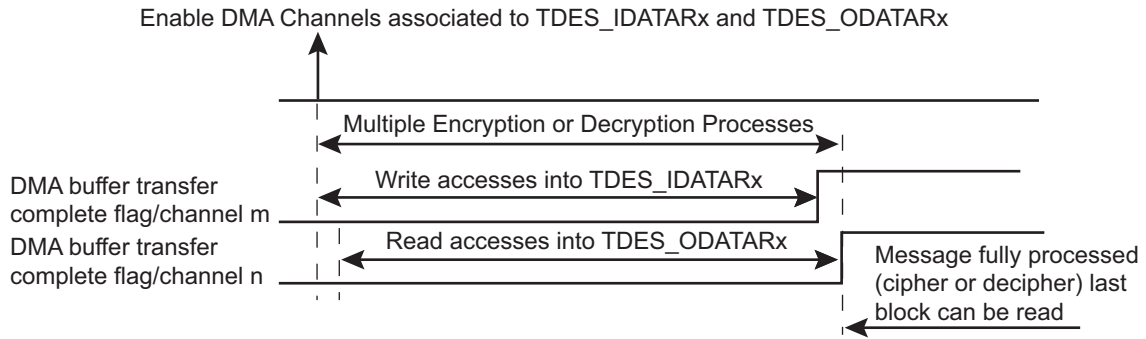 Enable DMA Channels associated to TDES_IDATARx and TDES_ODATARx
Multiple Encryption or Decryption Processes
DMA buffer transfer
complete flag/channel m
Write accesses into TDES_IDATARx
DMA buffer transfer
complete flag/channel n
Read accesses into TDES_ODATARx
Message fully processed
(cipher or decipher) last
block can be read